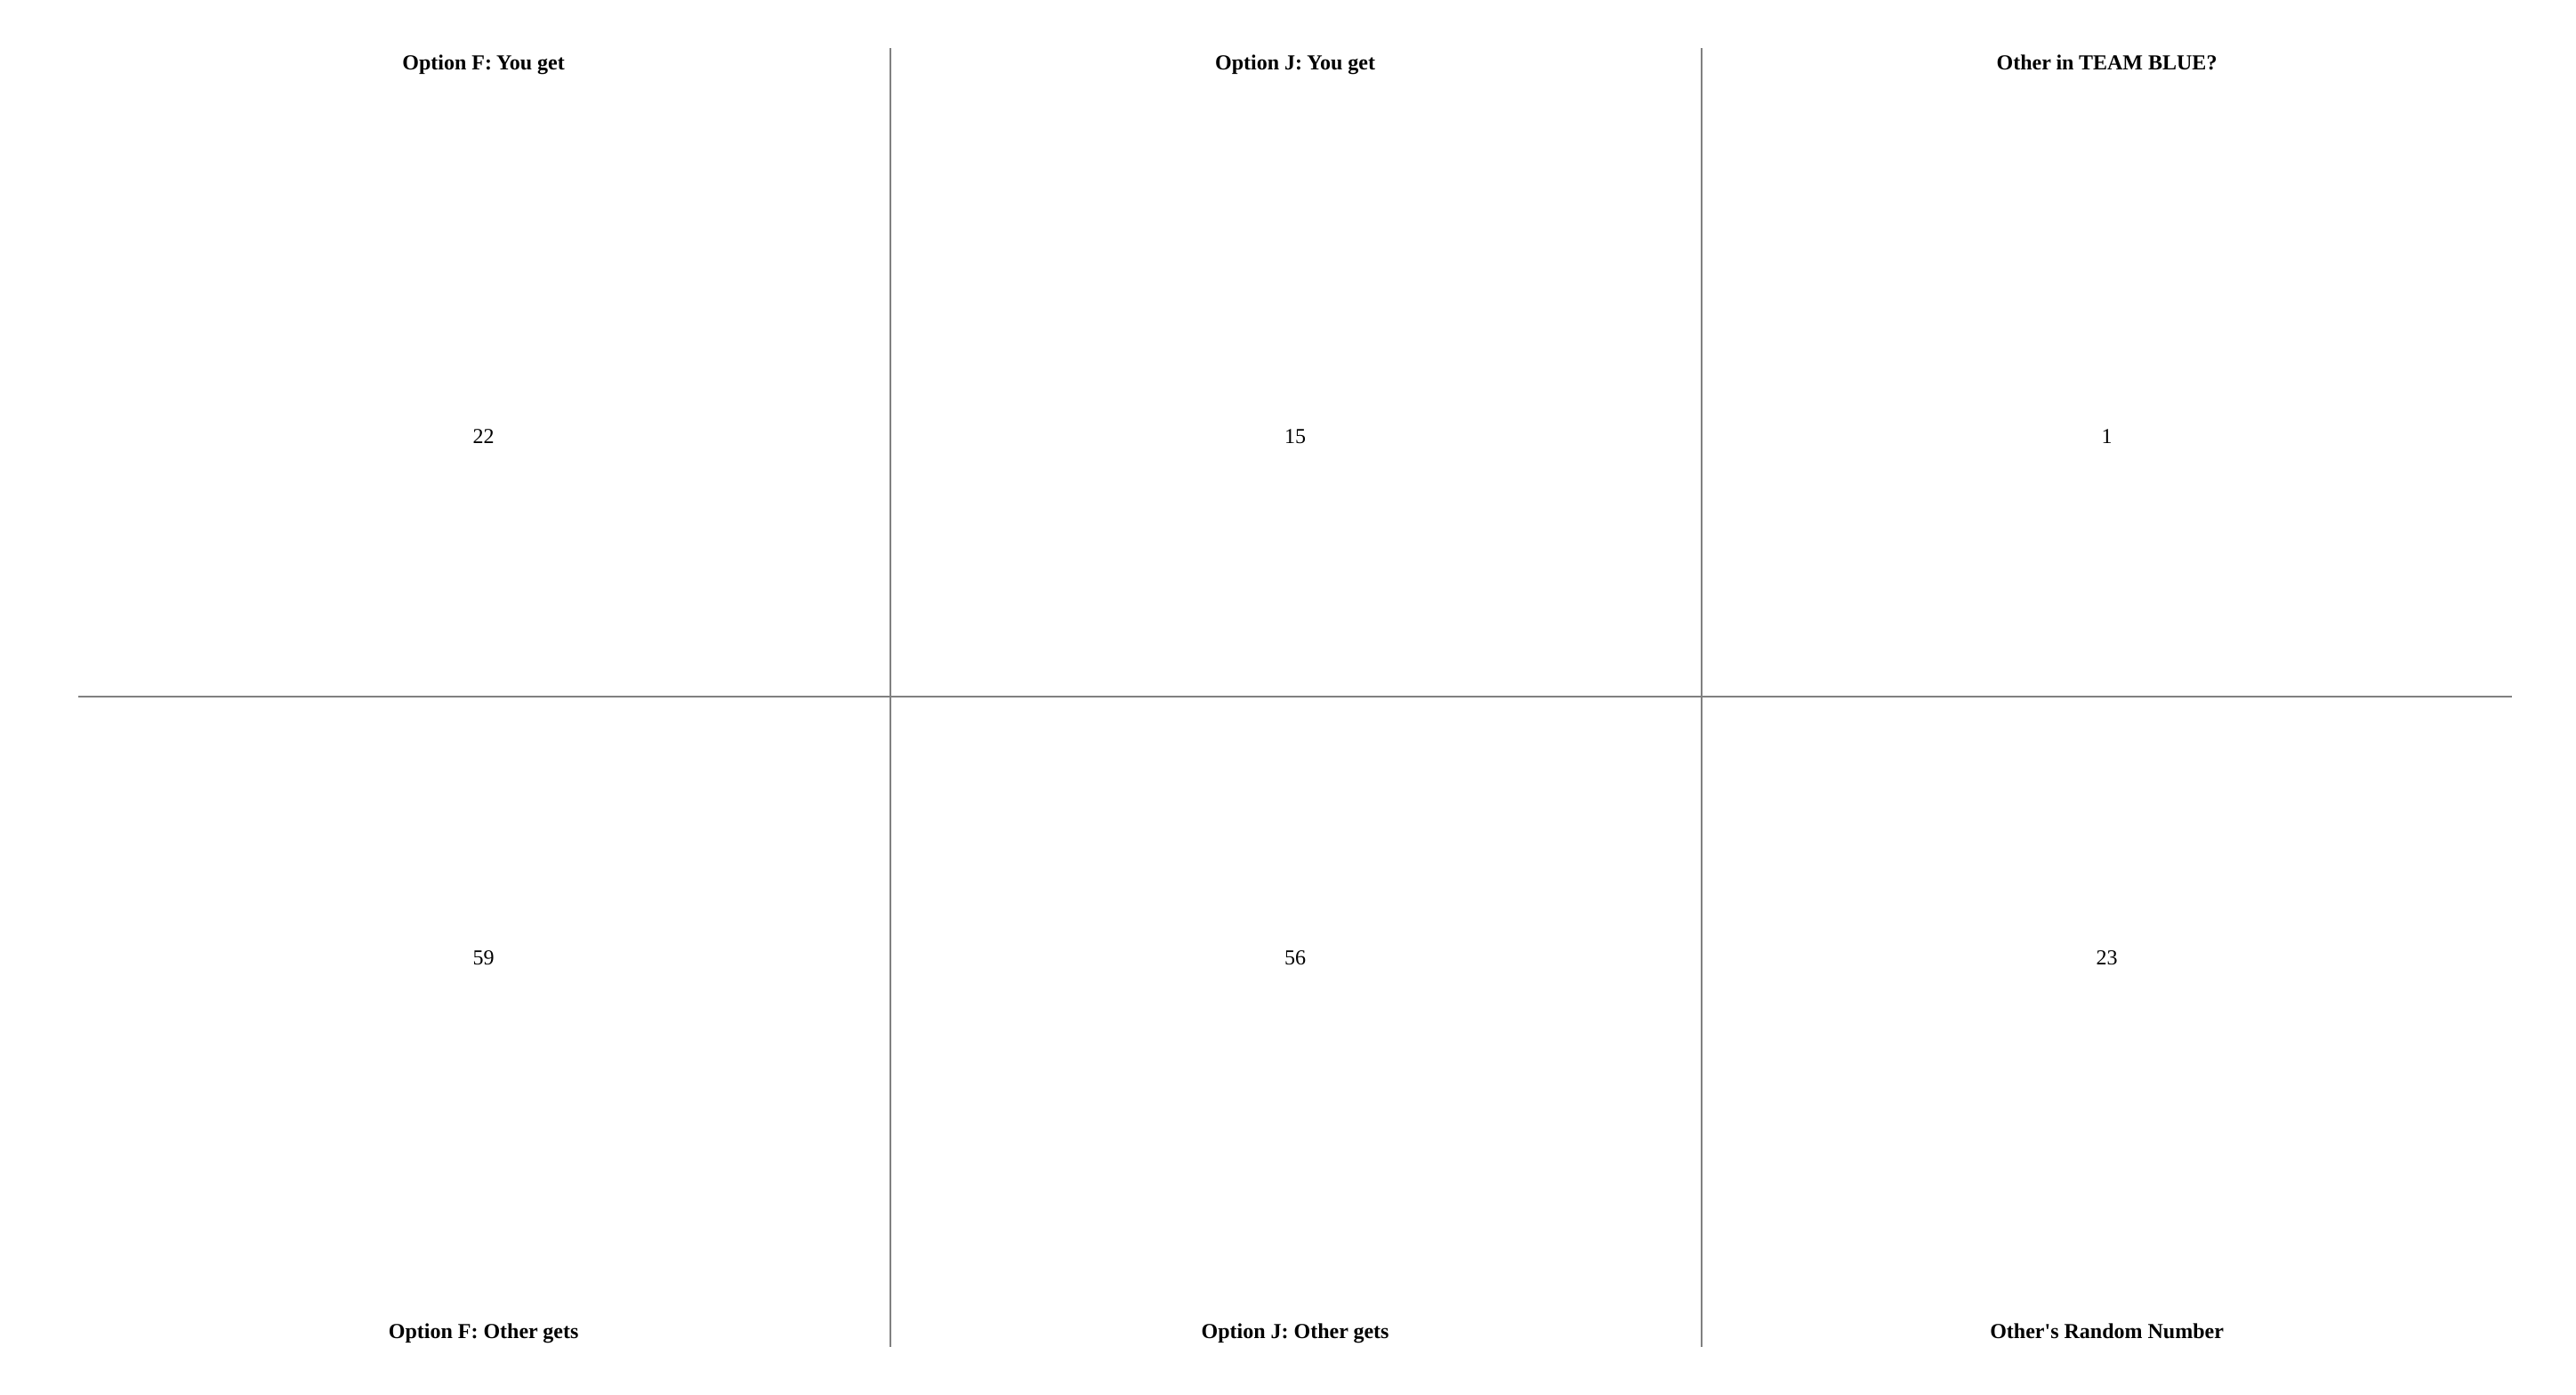 Option F: You get
Option J: You get
Other in TEAM BLUE?
22
15
1
59
56
23
Option F: Other gets
Option J: Other gets
Other's Random Number